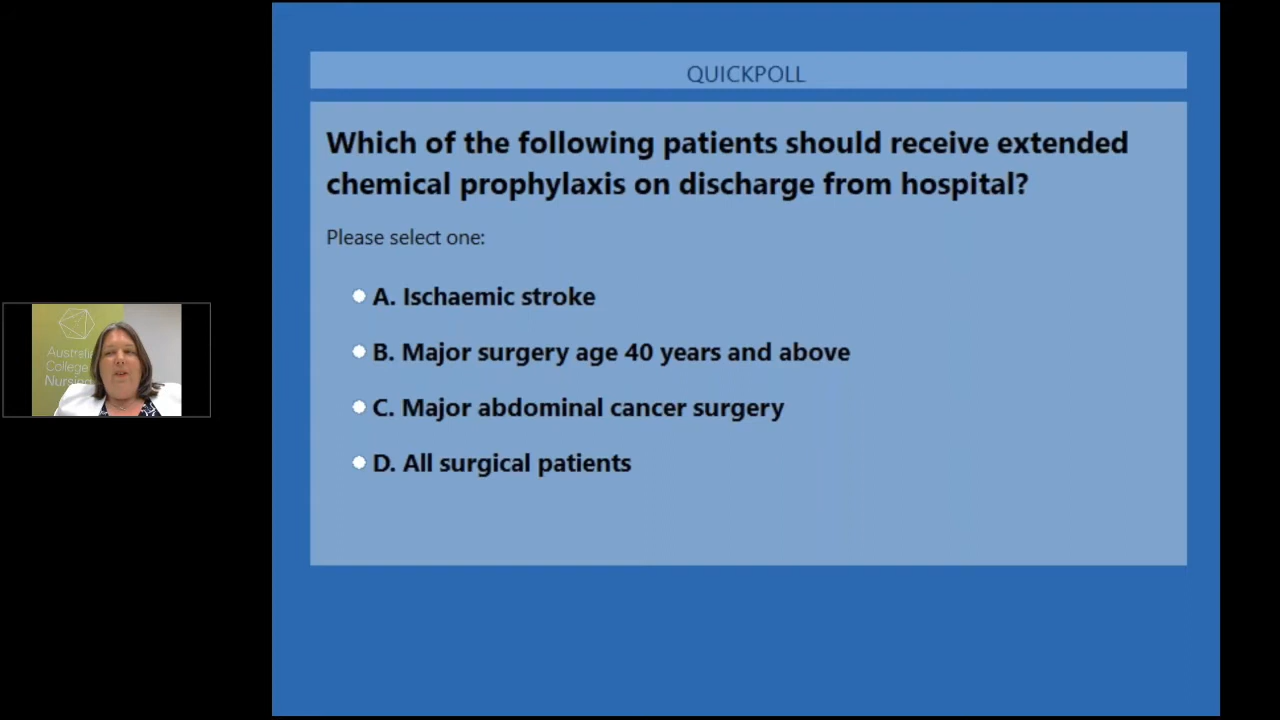 QUICKPOLL
Which of the following patients should receive extended
chemical prophylaxis on discharge from hospital?
Please select one:
A. Ischaemic stroke
B. Major surgery age 40 years and above
C. Major abdominal cancer surgery
D. All surgical patients
College